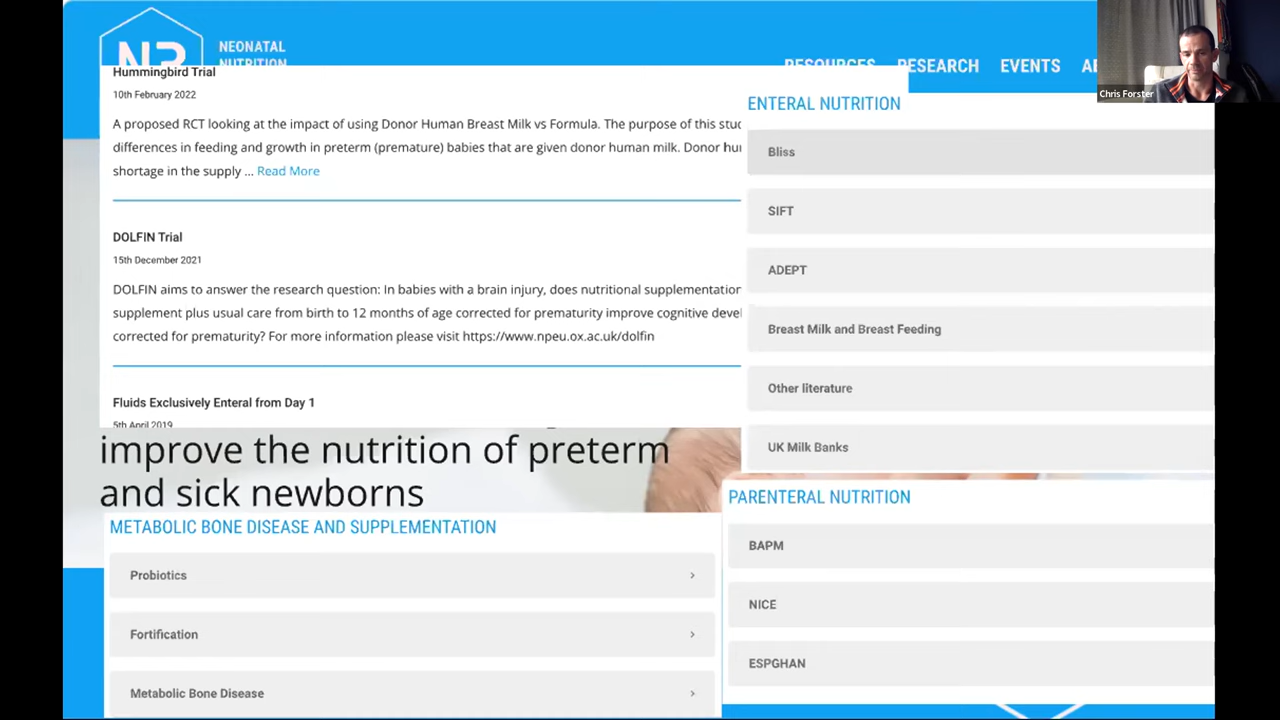 NEONATAL
NUTRITION
RESOURCES
RESEARCH
EVENTS
Chris Forster
Hummingbird Trial
10th February 2022
A proposed RCT looking at the impact of using Donor Human Breast Milk vs Formula. The purpose of this stud
differences in feeding and growth in preterm (premature) babies that are given donor human milk. Donor hu
shortage in the supply ... Read More
DOLFIN Trial
15th December 2021
DOLFIN aims to answer the research question: In babies with a brain injury, does nutritional supplementation
supplement plus usual care from birth to 12 months of age corrected for prematurity improve cognitive devel
corrected for prematurity? For more information please visit https://www.npeu.ox.ac.uk/dolfin
Fluids Exclusively Enteral from Day 1
5th April 2019
improve the nutrition of preterm
and sick newborns
METABOLIC BONE DISEASE AND SUPPLEMENTATION
Probiotics
Fortification
Metabolic Bone Disease
ENTERAL NUTRITION
Bliss
SIFT
ADEPT
Breast Milk and Breast Feeding
Other literature
UK Milk Banks
PARENTERAL NUTRITION
BAPM
NICE
ESPGHAN